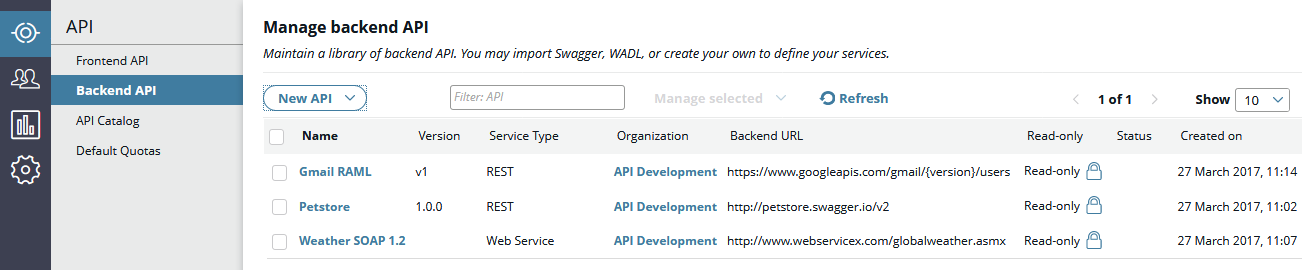 API
Frontend API
Backend API
API Catalog
Default Quotas
Manage backend API
Maintain a library of backend API. You may import Swagger, WADL, or create your own to define your services.
New API Filter: API Manage selected Refresh 1 of 1 Show 10
Name Version Service Type Organization Backend URL Read-only Status Created on
Gmail RAML v1 REST API Development https://www.googleapis.com/gmail/{version}/users Read-only 27 March 2017, 11:14
Petstore 1.0.0 REST API Development http://petstore.swagger.io/v2 Read-only 27 March 2017, 11:02
Weather SOAP 1.2 Web Service API Development http://www.webservicex.com/globalweather.asmx Read-only 27 March 2017, 11:07